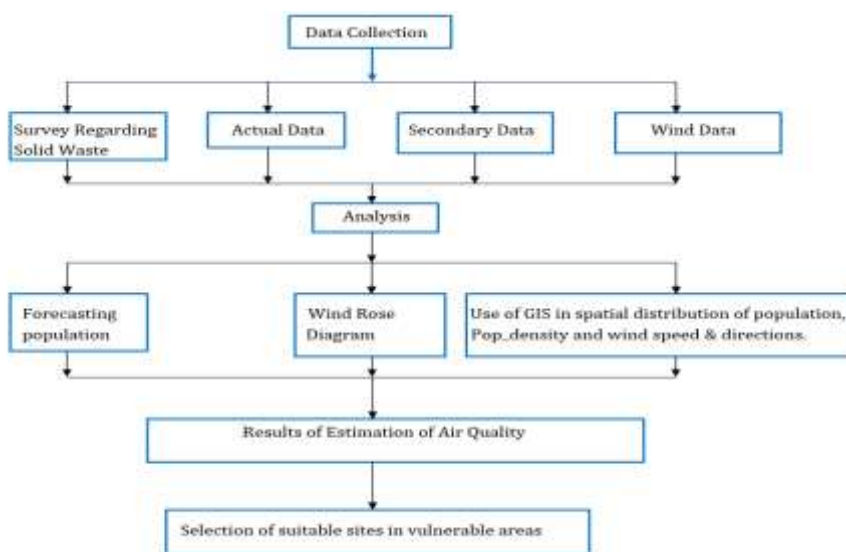 Data Collection
Survey Regarding
Solid Waste
Actual Data
Secondary Data
Wind Data
Analysis
Forecasting
population
Wind Rose
Diagram
Use of GIS in spatial distribution of population,
Pop_density and wind speed & directions.
Results of Estimation of Air Quality
Selection of suitable sites in vulnerable areas